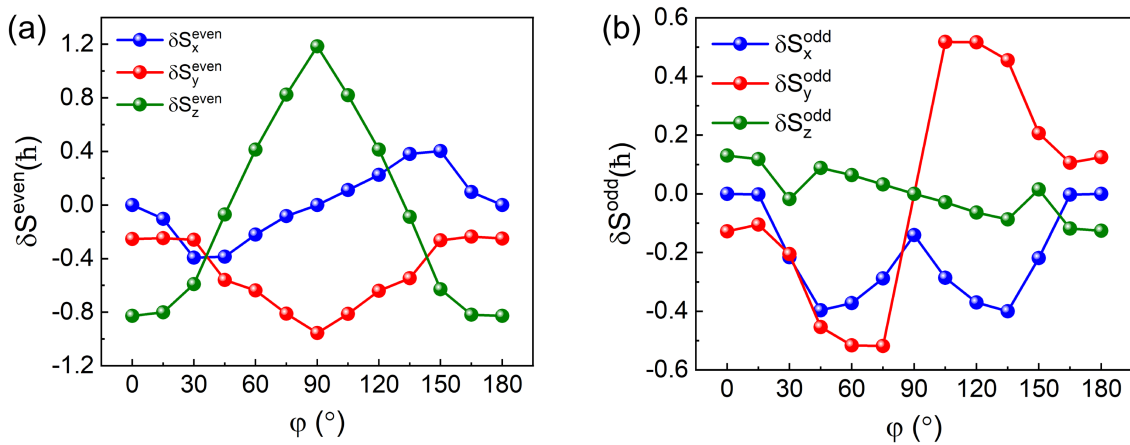 (a)
δS_x^even
δS_y^even
δS_z^even
δS^even(ħ)
1.2
0.8
0.4
0.0
-0.4
-0.8
-1.2
0 30 60 90 120 150 180
φ (°)
(b)
δS_x^odd
δS_y^odd
δS_z^odd
δS^odd(ħ)
0.6
0.4
0.2
0.0
-0.2
-0.4
-0.6
0 30 60 90 120 150 180
φ (°)